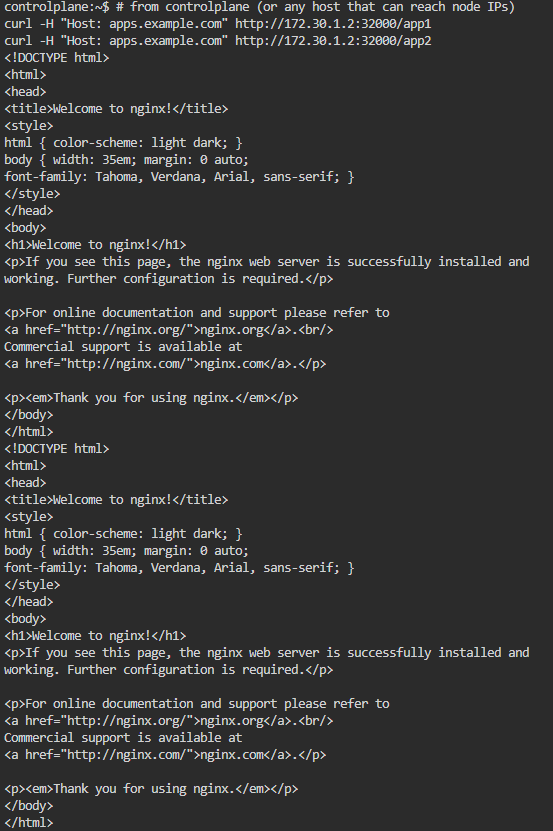 controlplane:~$ # from controlplane (or any host that can reach node IPs)
curl -H "Host: apps.example.com" http://172.30.1.2:32000/app1
curl -H "Host: apps.example.com" http://172.30.1.2:32000/app2
<!DOCTYPE html>
<html>
<head>
<title>Welcome to nginx!</title>
<style>
html { color-scheme: light dark; }
body { width: 35em; margin: 0 auto;
font-family: Tahoma, Verdana, Arial, sans-serif; }
</style>
</head>
<body>
<h1>Welcome to nginx!</h1>
<p>If you see this page, the nginx web server is successfully installed and
working. Further configuration is required.</p>

<p>For online documentation and support please refer to
<a href="http://nginx.org/">nginx.org</a>.<br/>
Commercial support is available at
<a href="http://nginx.com/">nginx.com</a>.</p>

<p><em>Thank you for using nginx.</em></p>
</body>
</html>
<!DOCTYPE html>
<html>
<head>
<title>Welcome to nginx!</title>
<style>
html { color-scheme: light dark; }
body { width: 35em; margin: 0 auto;
font-family: Tahoma, Verdana, Arial, sans-serif; }
</style>
</head>
<body>
<h1>Welcome to nginx!</h1>
<p>If you see this page, the nginx web server is successfully installed and
working. Further configuration is required.</p>

<p>For online documentation and support please refer to
<a href="http://nginx.org/">nginx.org</a>.<br/>
Commercial support is available at
<a href="http://nginx.com/">nginx.com</a>.</p>

<p><em>Thank you for using nginx.</em></p>
</body>
</html>